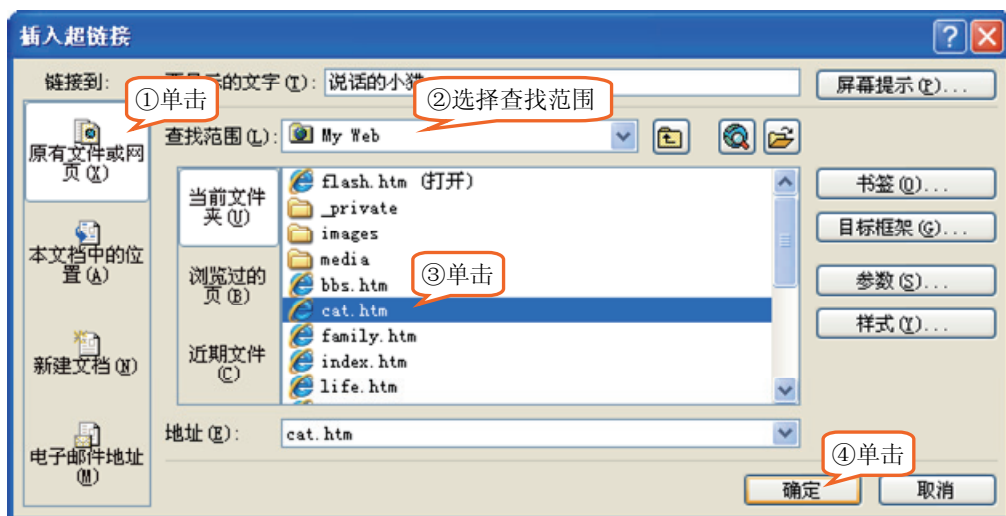 插入超链接
链接到:
示的文字(T): 说话的小猫
屏幕提示(P)...
①单击
②选择查找范围
原有文件或网
页(X)
查找范围(L): My Web
当前文件
夹(U)
flash.htm (打开)
_private
images
media
bbs.htm
cat.htm
family.htm
index.htm
life.htm
书签(O)...
目标框架(G)...
本文档中的位
置(A)
浏览过的
页(B)
③单击
参数(S)...
样式(Y)...
新建文档(N)
近期文件
(C)
地址(E): cat.htm
电子邮件地址
(M)
④单击
确定
取消